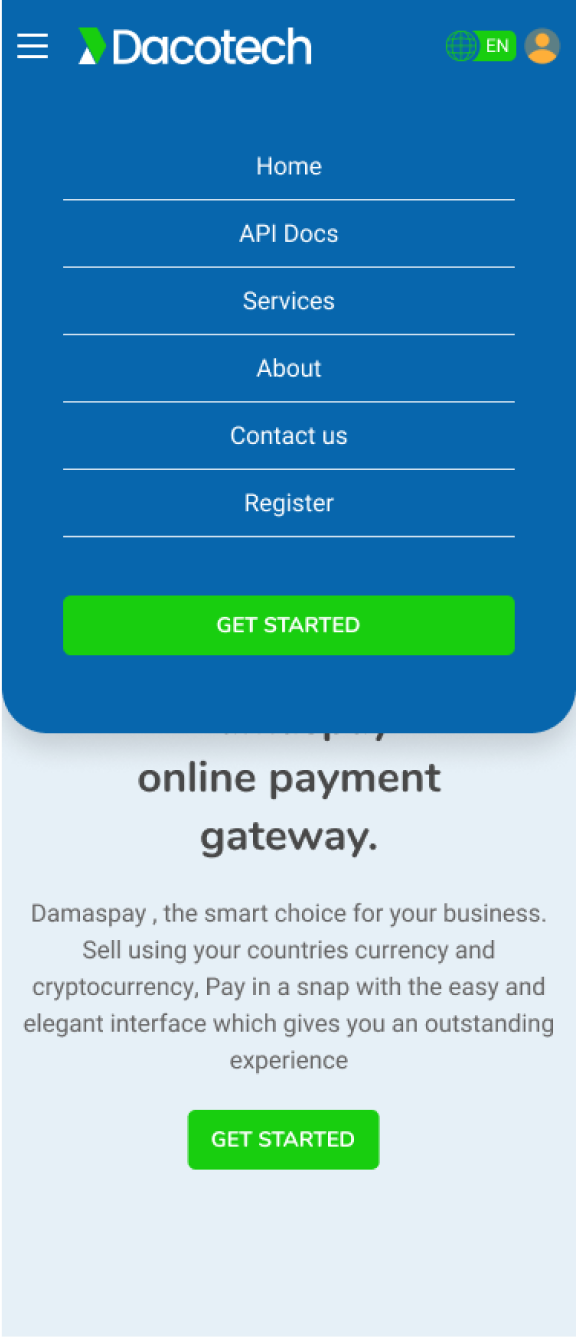 Dacotech
EN
Home
API Docs
Services
About
Contact us
Register
GET STARTED
online payment
gateway.
Damaspay , the smart choice for your business.
Sell using your countries currency and
cryptocurrency, Pay in a snap with the easy and
elegant interface which gives you an outstanding
experience
GET STARTED